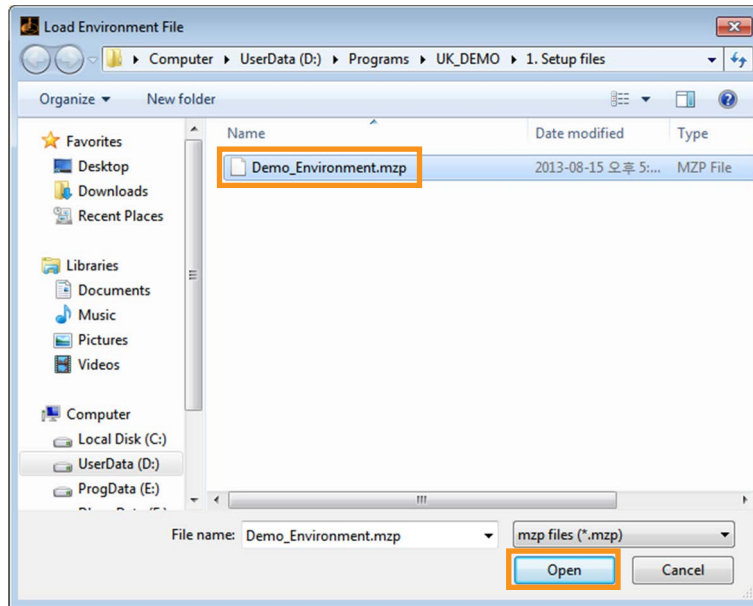 Load Environment File
Computer UserData (D:) Programs UK_DEMO 1. Setup files
Organize New folder
Favorites
Desktop
Downloads
Recent Places
Libraries
Documents
Music
Pictures
Videos
Computer
Local Disk (C:)
UserData (D:)
ProgData (E:)
Name Date modified Type
Demo_Environment.mzp 2013-08-15 오후 5:... MZP File
File name: Demo_Environment.mzp mzp files (*.mzp)
Open Cancel